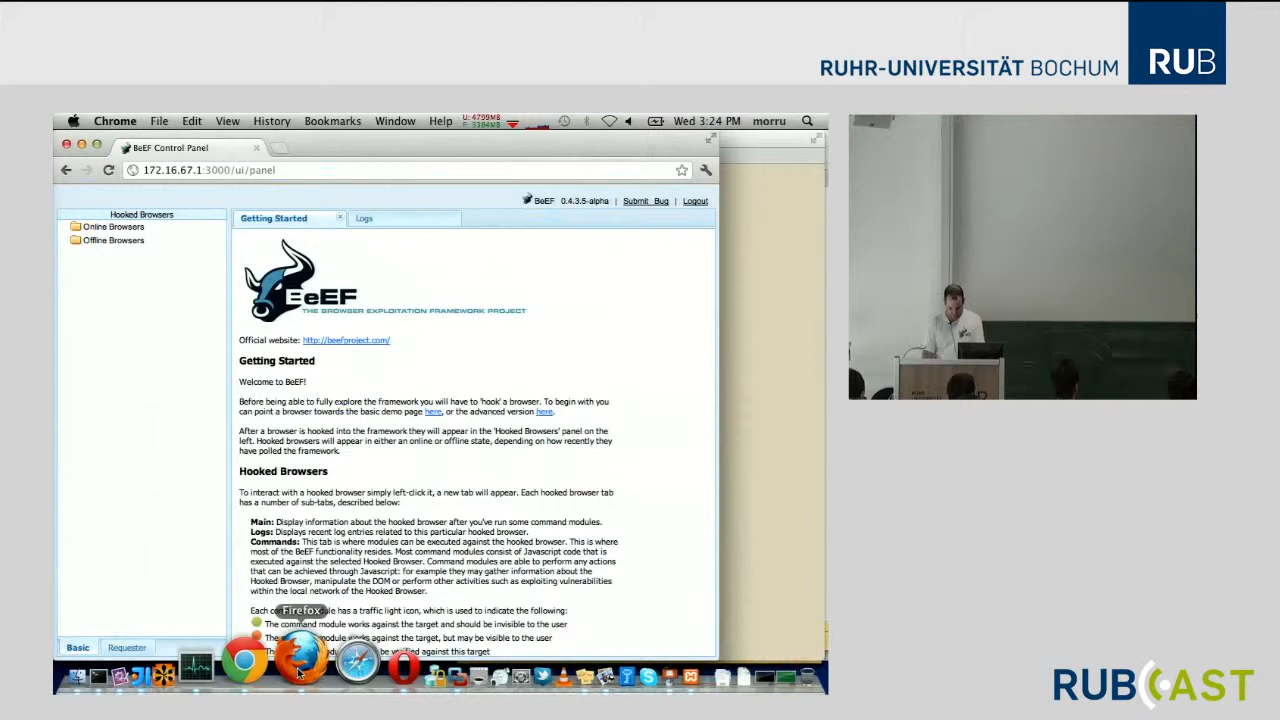 RUHR-UNIVERSITÄT BOCHUM
RUB
Chrome File Edit View History Bookmarks Window Help U: 4799MB F: 3384MB Wed 3:24 PM morru
BeEF Control Panel
172.16.67.1:3000/ui/panel
BeEF 0.4.3.5-alpha | Submit Bug | Logout
Hooked Browsers
Online Browsers
Offline Browsers
Getting Started
Logs
BeEF
THE BROWSER EXPLOITATION FRAMEWORK PROJECT
Official website: http://beefproject.com/
Getting Started
Welcome to BeEF!
Before being able to fully explore the framework you will have to 'hook' a browser. To begin with you
can point a browser towards the basic demo page here, or the advanced version here.
After a browser is hooked into the framework they will appear in the 'Hooked Browsers' panel on the
left. Hooked browsers will appear in either an online or offline state, depending on how recently they
have polled the framework.
Hooked Browsers
To interact with a hooked browser simply left-click it, a new tab will appear. Each hooked browser tab
has a number of sub-tabs, described below:
Main: Display information about the hooked browser after you've run some command modules.
Logs: Displays recent log entries related to this particular hooked browser.
Commands: This tab is where modules can be executed against the hooked browser. This is where
most of the BeEF functionality resides. Most command modules consist of Javascript code that is
executed against the selected Hooked Browser. Command modules are able to perform any actions
that can be achieved through Javascript: for example they may gather information about the
Hooked Browser, manipulate the DOM or perform other activities such as exploiting vulnerabilities
within the local network of the Hooked Browser.
Each com le has a traffic light icon, which is used to indicate the following:
Firefox
The command module works against the target and should be invisible to the user
The module works against the target, but may be visible to the user
verified against this target
Basic
Requester
RUBCAST